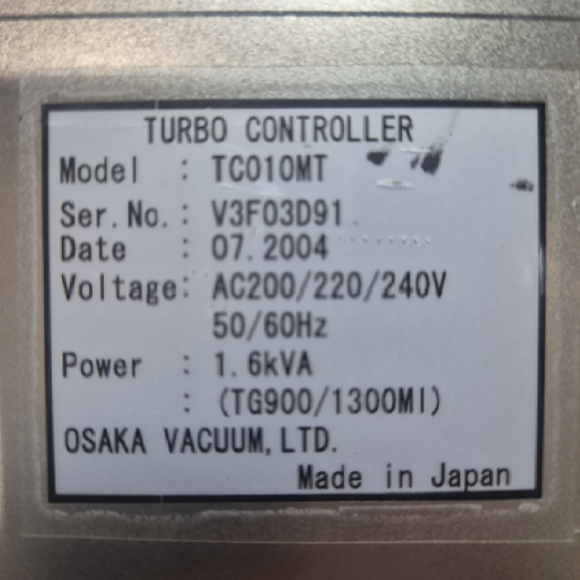 TURBO CONTROLLER
Model : TC010MT
Ser.No.: V3F03D91
Date : 07.2004
Voltage: AC200/220/240V
50/60Hz
Power : 1.6kVA
: (TG900/1300MI)
OSAKA VACUUM,LTD.
Made in Japan